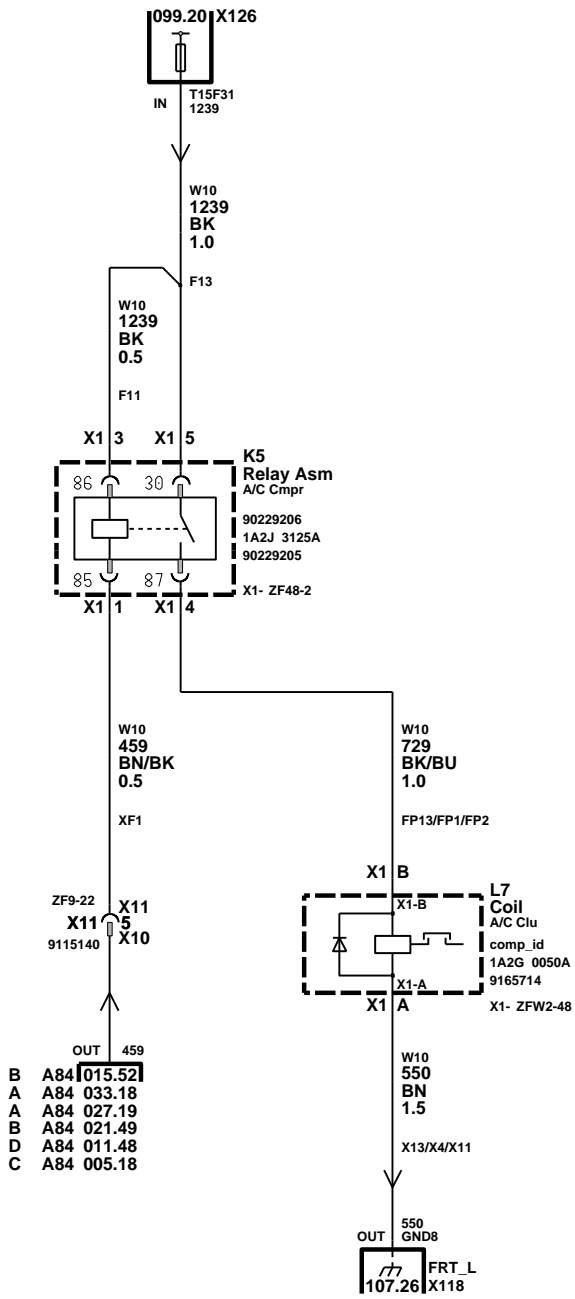 099.20 X126
IN T15F31
1239
W10
1239
BK
1.0
F13
W10
1239
BK
0.5
F11
X1 3 X1 5
K5
Relay Asm
A/C Cmpr
86 30
90229206
1A2J 3125A
90229205
85 87
X1- ZF48-2
X1 1 X1 4
W10
459
BN/BK
0.5
XF1
W10
729
BK/BU
1.0
FP13/FP1/FP2
X1 B
ZF9-22 X11
X11 5
9115140 X10
L7
Coil
A/C Clu
X1-B
comp_id
1A2G 0050A
9165714
X1-A
X1 A
X1- ZFW2-48
OUT 459
B A84 015.52
A A84 033.18
A A84 027.19
B A84 021.49
D A84 011.48
C A84 005.18
W10
550
BN
1.5
X13/X4/X11
550
OUT GND8
FRT_L
107.26 X118